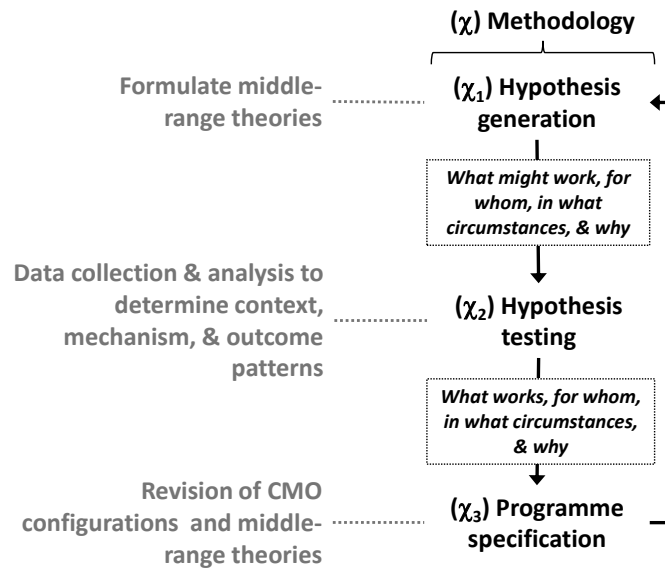 (χ) Methodology
Formulate middle-
range theories
(χ1) Hypothesis
generation
What might work, for
whom, in what
circumstances, & why
Data collection & analysis to
determine context,
mechanism, & outcome
patterns
(χ2) Hypothesis
testing
What works, for whom,
in what circumstances,
& why
Revision of CMO
configurations and middle-
range theories
(χ3) Programme
specification